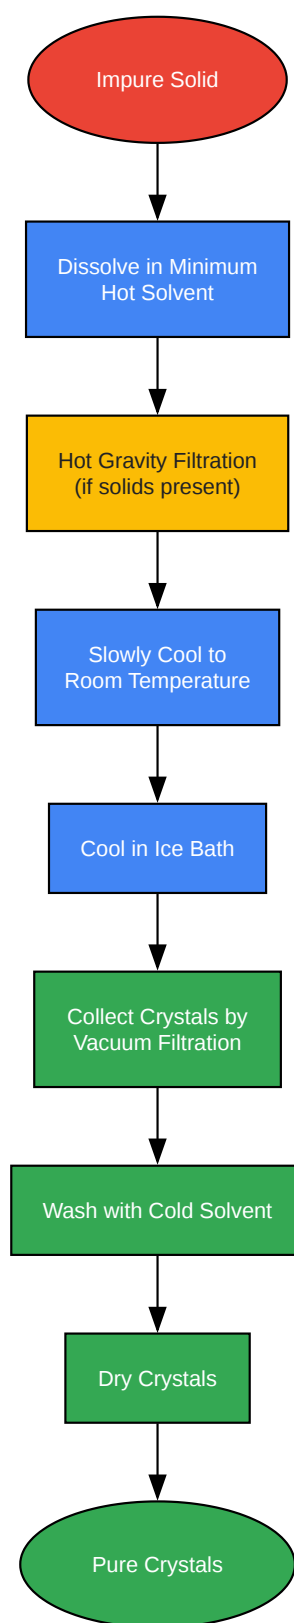 Impure Solid
Dissolve in Minimum
Hot Solvent
Hot Gravity Filtration
(if solids present)
Slowly Cool to
Room Temperature
Cool in Ice Bath
Collect Crystals by
Vacuum Filtration
Wash with Cold Solvent
Dry Crystals
Pure Crystals